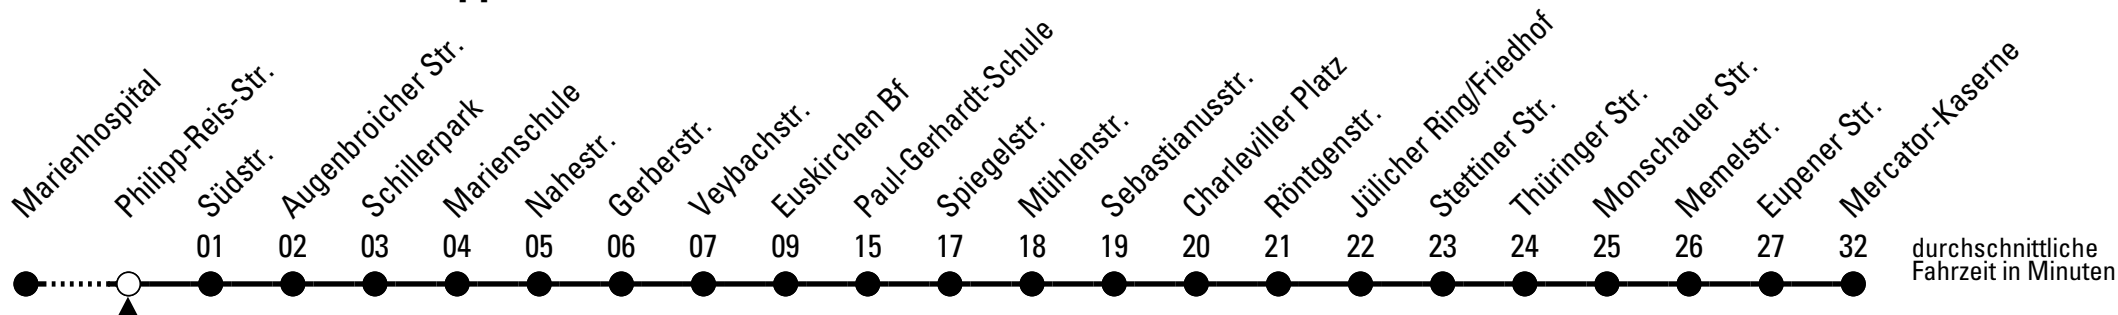 Marienhospital
Philipp-Reis-Str.
Südstr.
Augenbroicher Str.
Schillerpark
Marienschule
Nahestr.
Gerberstr.
Veybachstr.
Euskirchen Bf
Paul-Gerhardt-Schule
Spiegelstr.
Mühlenstr.
Sebastianusstr.
Charleviller Platz
Röntgenstr.
Jülicher Ring/Friedhof
Stettiner Str.
Thüringer Str.
Monschauer Str.
Memelstr.
Eupener Str.
Mercator-Kaserne
01 02 03 04 05 06 07 09 15 17 18 19 20 21 22 23 24 25 26 27 32
durchschnittliche
Fahrzeit in Minuten